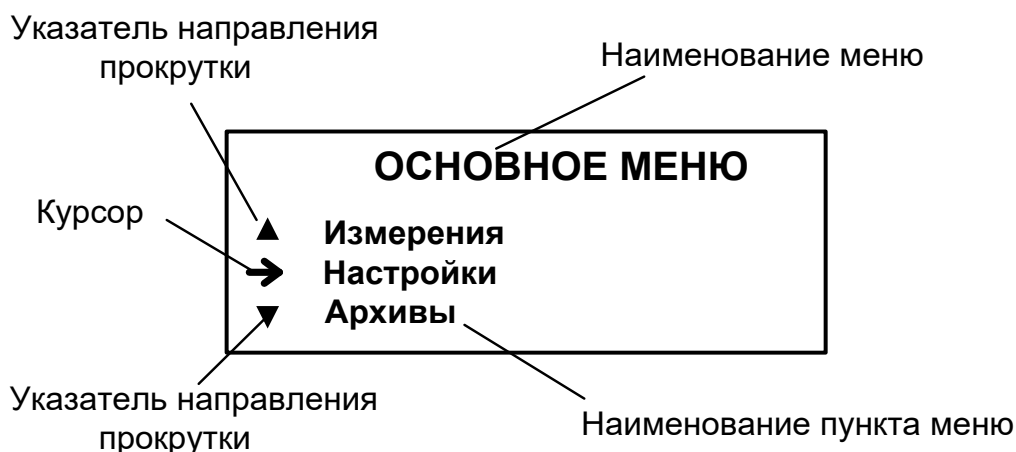 Указатель направления
прокрутки
Наименование меню
ОСНОВНОЕ МЕНЮ
Курсор
Измерения
Настройки
Архивы
Указатель направления
прокрутки
Наименование пункта меню